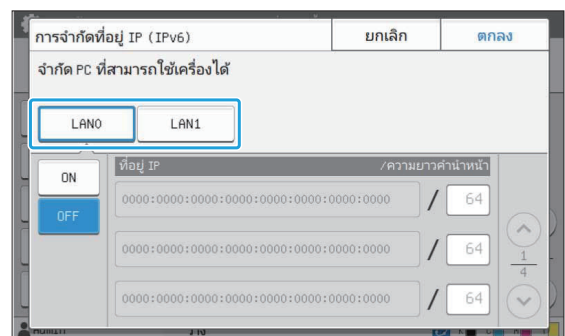 การจำกัดที่อยู่ IP (IPv6) ยกเลิก ตกลง
จำกัด PC ที่สามารถใช้เครื่องได้
LAN0 LAN1
ที่อยู่ IP /ความยาวคำนำหน้า
ON
0000:0000:0000:0000:0000:0000:0000:0000 / 64
OFF
0000:0000:0000:0000:0000:0000:0000:0000 / 64
1
4
0000:0000:0000:0000:0000:0000:0000:0000 / 64